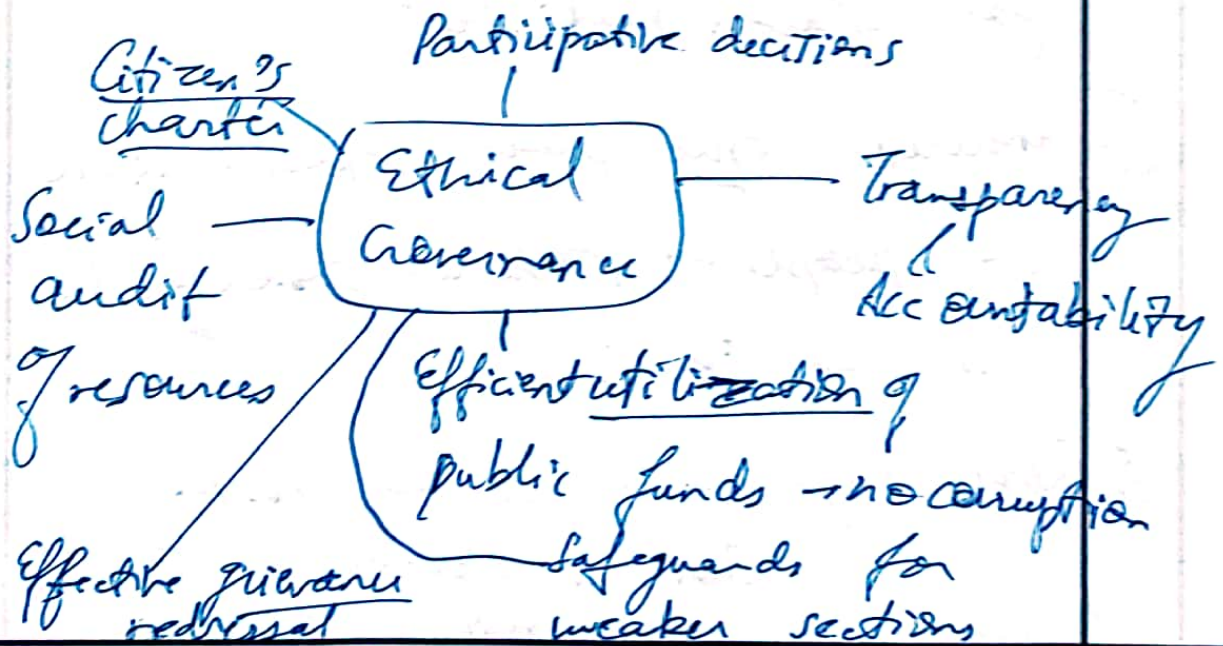 Participative decitions
Citizen's
charter
Ethical
Governance
Transparency
&
Accountability
Social
audit
of resources
Efficient utilization of
public funds → no corruption
Safeguards for
weaker sections
Effective grievance
redressal